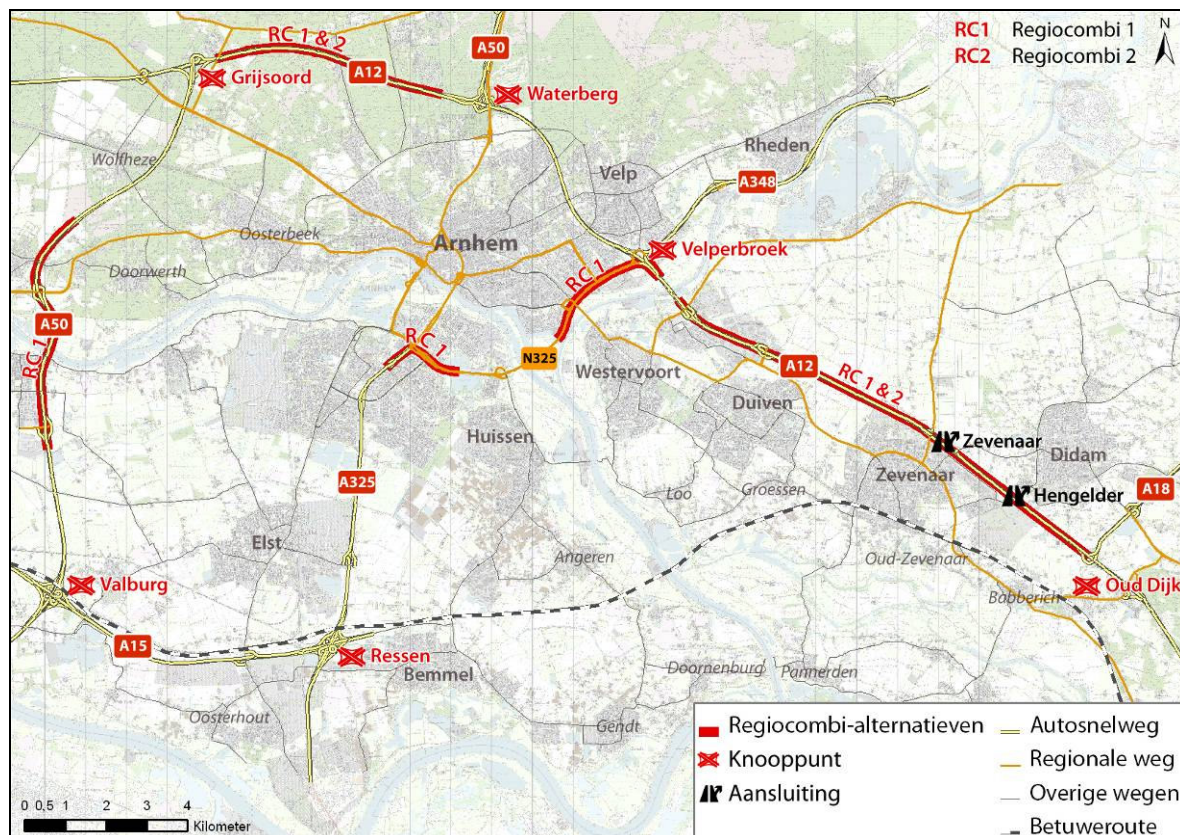 RC1 Regiocombi 1
RC2 Regiocombi 2
N
RC 1 & 2
A12
A50
Grijsoord
Waterberg
Wolfheze
Velp
Rheden
A348
Oosterbeek
Arnhem
Velperbroek
Doorwerth
RC 1
A50
RC 1
RC 1
N325
Westervoort
A12
RC 1 & 2
Duiven
Huissen
Zevenaar
Zevenaar
Didam
A325
Loo
Groessen
Hengelder
A18
Elst
Angeren
Oud-Zevenaar
Valburg
Babberich
Oud Dijk
A15
Ressen
Bemmel
Doornenburg
Pannerden
Oosterhout
Gendt
Regiocombi-alternatieven
Knooppunt
Aansluiting
Autosnelweg
Regionale weg
Overige wegen
Betuweroute
0 0,5 1 2 3 4
Kilometer